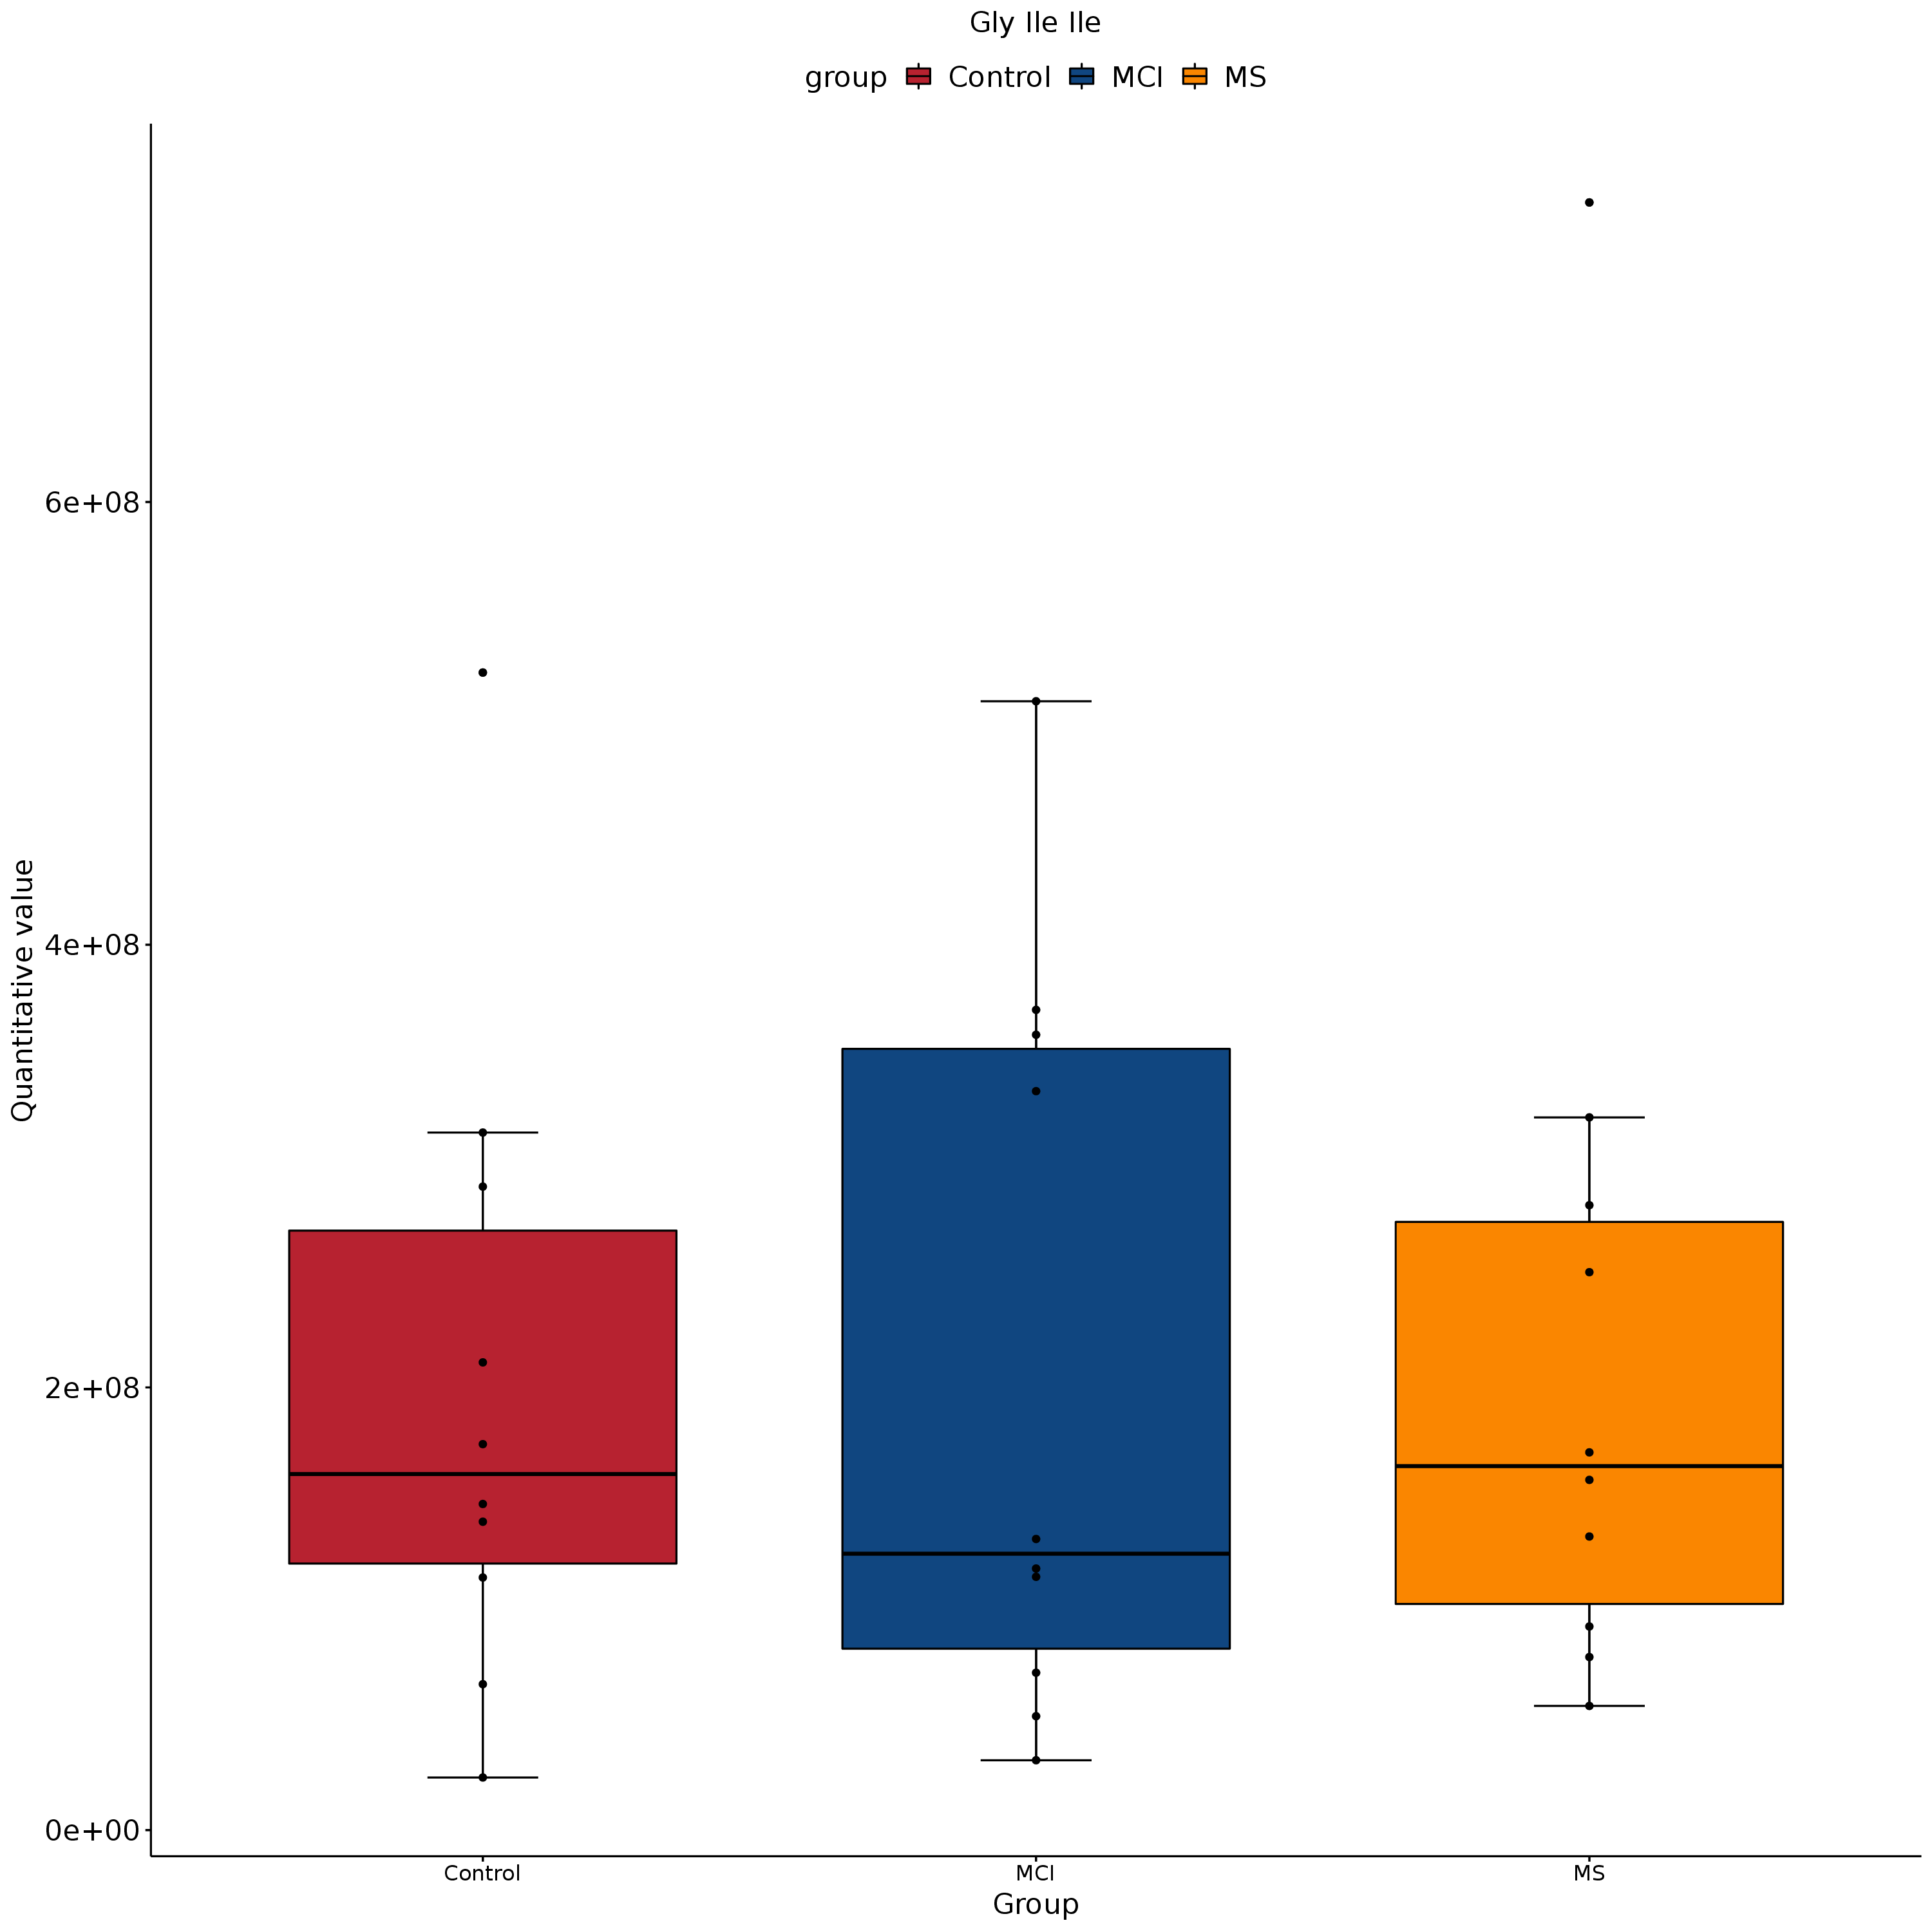 Gly Ile Ile
group Control MCI MS
Quantitative value
6e+08
4e+08
2e+08
0e+00
Control MCI MS
Group